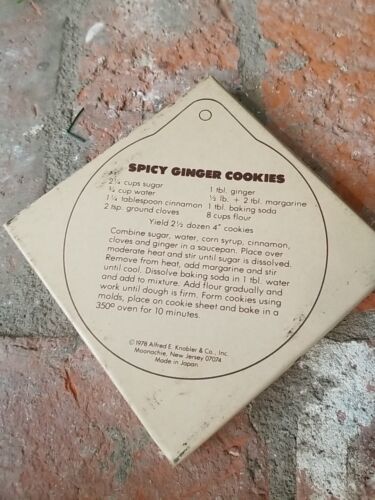 SPICY GINGER COOKIES
2¼ cups sugar 1 tbl. ginger
¾ cup water ½ lb. + 2 tbl. margarine
1¼ tablespoon cinnamon 1 tbl. baking soda
2 tsp. ground cloves 8 cups flour
Yield 2½ dozen 4" cookies
Combine sugar, water, corn syrup, cinnamon,
cloves and ginger in a saucepan. Place over
moderate heat and stir until sugar is dissolved.
Remove from heat, add margarine and stir
until cool. Dissolve baking soda in 1 tbl. water
and add to mixture. Add flour gradually and
work until dough is firm. Form cookies using
molds, place on cookie sheet and bake in a
350° oven for 10 minutes.
©1978 Alfred E. Knobler & Co., Inc.
Moonachie, New Jersey 07074
Made in Japan